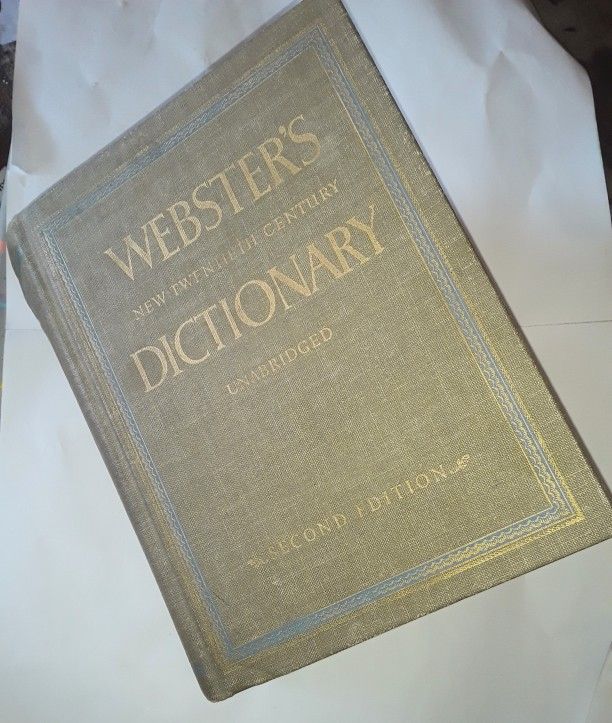 WEBSTER'S
NEW TWENTIETH CENTURY
DICTIONARY
UNABRIDGED
SECOND EDITION